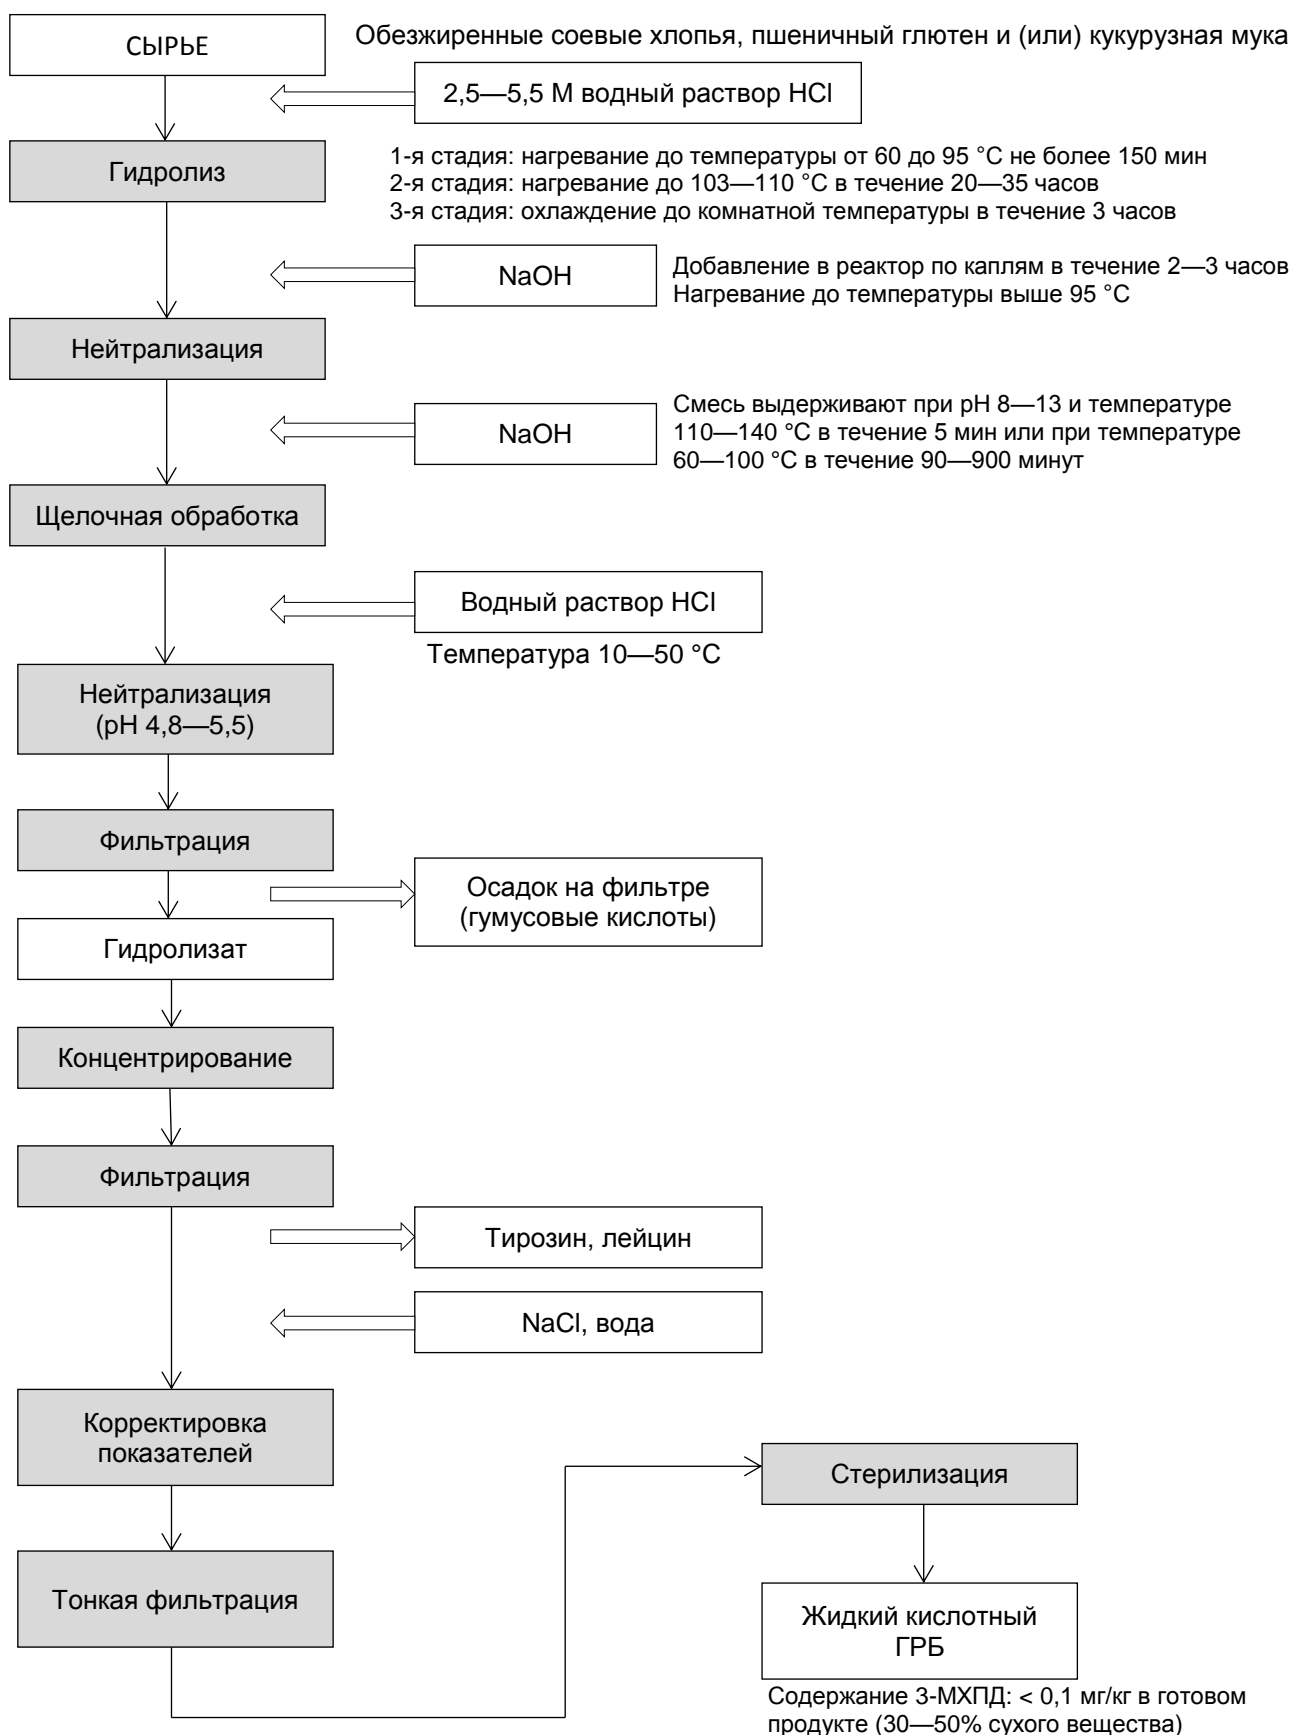 СЫРЬЕ
Обезжиренные соевые хлопья, пшеничный глютен и (или) кукурузная мука
2,5—5,5 М водный раствор HCl
Гидролиз
1-я стадия: нагревание до температуры от 60 до 95 °С не более 150 мин
2-я стадия: нагревание до 103—110 °С в течение 20—35 часов
3-я стадия: охлаждение до комнатной температуры в течение 3 часов
NaOH
Добавление в реактор по каплям в течение 2—3 часов
Нагревание до температуры выше 95 °С
Нейтрализация
NaOH
Смесь выдерживают при pH 8—13 и температуре
110—140 °С в течение 5 мин или при температуре
60—100 °С в течение 90—900 минут
Щелочная обработка
Водный раствор HCl
Температура 10—50 °С
Нейтрализация
(pH 4,8—5,5)
Фильтрация
Осадок на фильтре
(гумусовые кислоты)
Гидролизат
Концентрирование
Фильтрация
Тирозин, лейцин
NaCl, вода
Корректировка
показателей
Стерилизация
Тонкая фильтрация
Жидкий кислотный
ГРБ
Содержание 3-МХПД: < 0,1 мг/кг в готовом
продукте (30—50% сухого вещества)